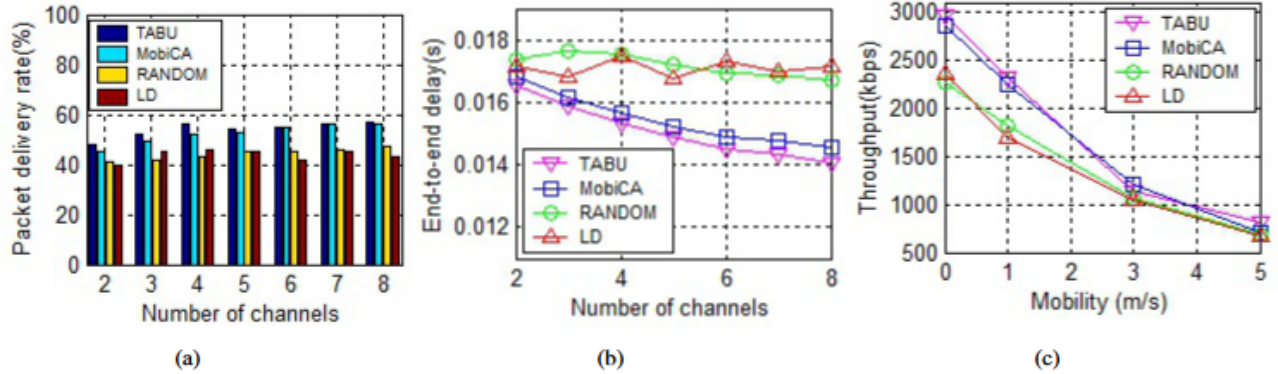 100
80
60
40
20
0
Packet delivery rate(%)
TABU
MobiCA
RANDOM
LD
2 3 4 5 6 7 8
Number of channels
(a)
0.018
0.016
0.014
0.012
End-to-end delay(s)
TABU
MobiCA
RANDOM
LD
2 4 6 8
Number of channels
(b)
3000
2500
2000
1500
1000
500
Throughput(kbps)
TABU
MobiCA
RANDOM
LD
0 1 2 3 4 5
Mobility (m/s)
(c)